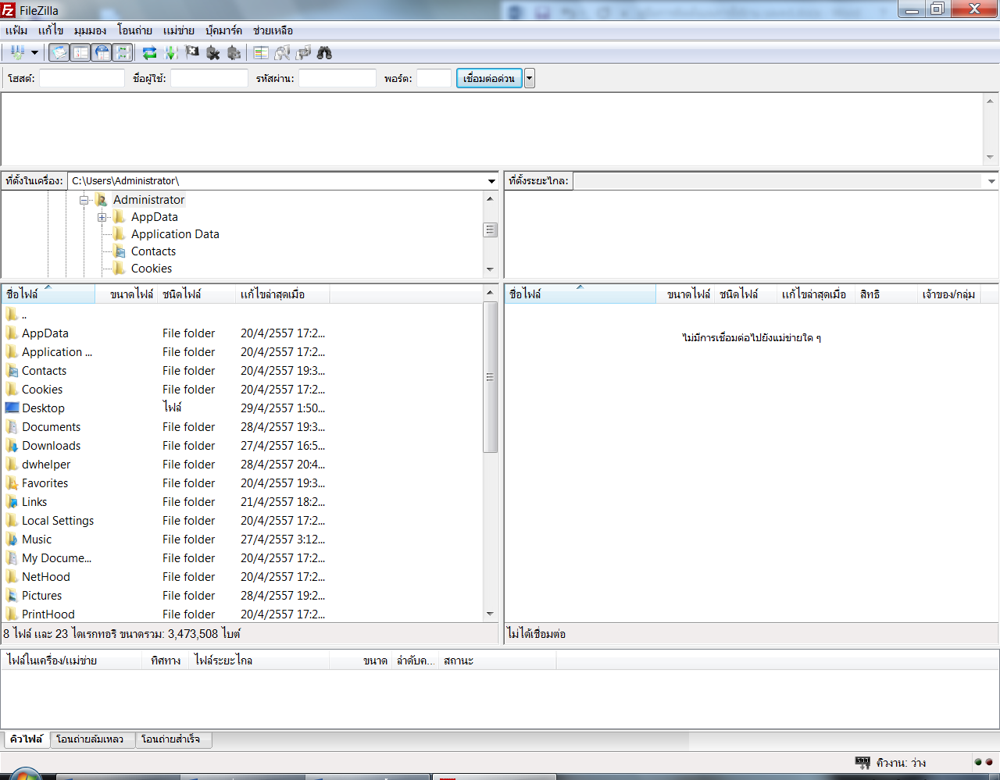 FileZilla
แฟ้ม แก้ไข มุมมอง โอนถ่าย แม่ข่าย บุ๊คมาร์ค ช่วยเหลือ
โฮสต์: ชื่อผู้ใช้: รหัสผ่าน: พอร์ต: เชื่อมต่อด่วน
ที่ตั้งในเครื่อง: C:\Users\Administrator\
Administrator
AppData
Application Data
Contacts
Cookies
ที่ตั้งระยะไกล:
ชื่อไฟล์ ขนาดไฟล์ ชนิดไฟล์ แก้ไขล่าสุดเมื่อ
..
AppData File folder 20/4/2557 17:2...
Application ... File folder 20/4/2557 17:2...
Contacts File folder 20/4/2557 19:3...
Cookies File folder 20/4/2557 17:2...
Desktop ไฟล์ 29/4/2557 1:50...
Documents File folder 28/4/2557 19:3...
Downloads File folder 27/4/2557 16:5...
dwhelper File folder 28/4/2557 20:4...
Favorites File folder 20/4/2557 19:3...
Links File folder 21/4/2557 18:2...
Local Settings File folder 20/4/2557 17:2...
Music File folder 27/4/2557 3:12...
My Docume... File folder 20/4/2557 17:2...
NetHood File folder 20/4/2557 17:2...
Pictures File folder 28/4/2557 19:2...
PrintHood File folder 20/4/2557 17:2...
8 ไฟล์ และ 23 ไดเรกทอรี ขนาดรวม: 3,473,508 ไบต์
ชื่อไฟล์ ขนาดไฟล์ ชนิดไฟล์ แก้ไขล่าสุดเมื่อ สิทธิ เจ้าของ/กลุ่ม
ไม่มีการเชื่อมต่อไปยังแม่ข่ายใด ๆ
ไม่ได้เชื่อมต่อ
ไฟล์ในเครื่อง/แม่ข่าย ทิศทาง ไฟล์ระยะไกล ขนาด ลำดับค... สถานะ
คิวไฟล์ โอนถ่ายล้มเหลว โอนถ่ายสำเร็จ
คิวงาน: ว่าง